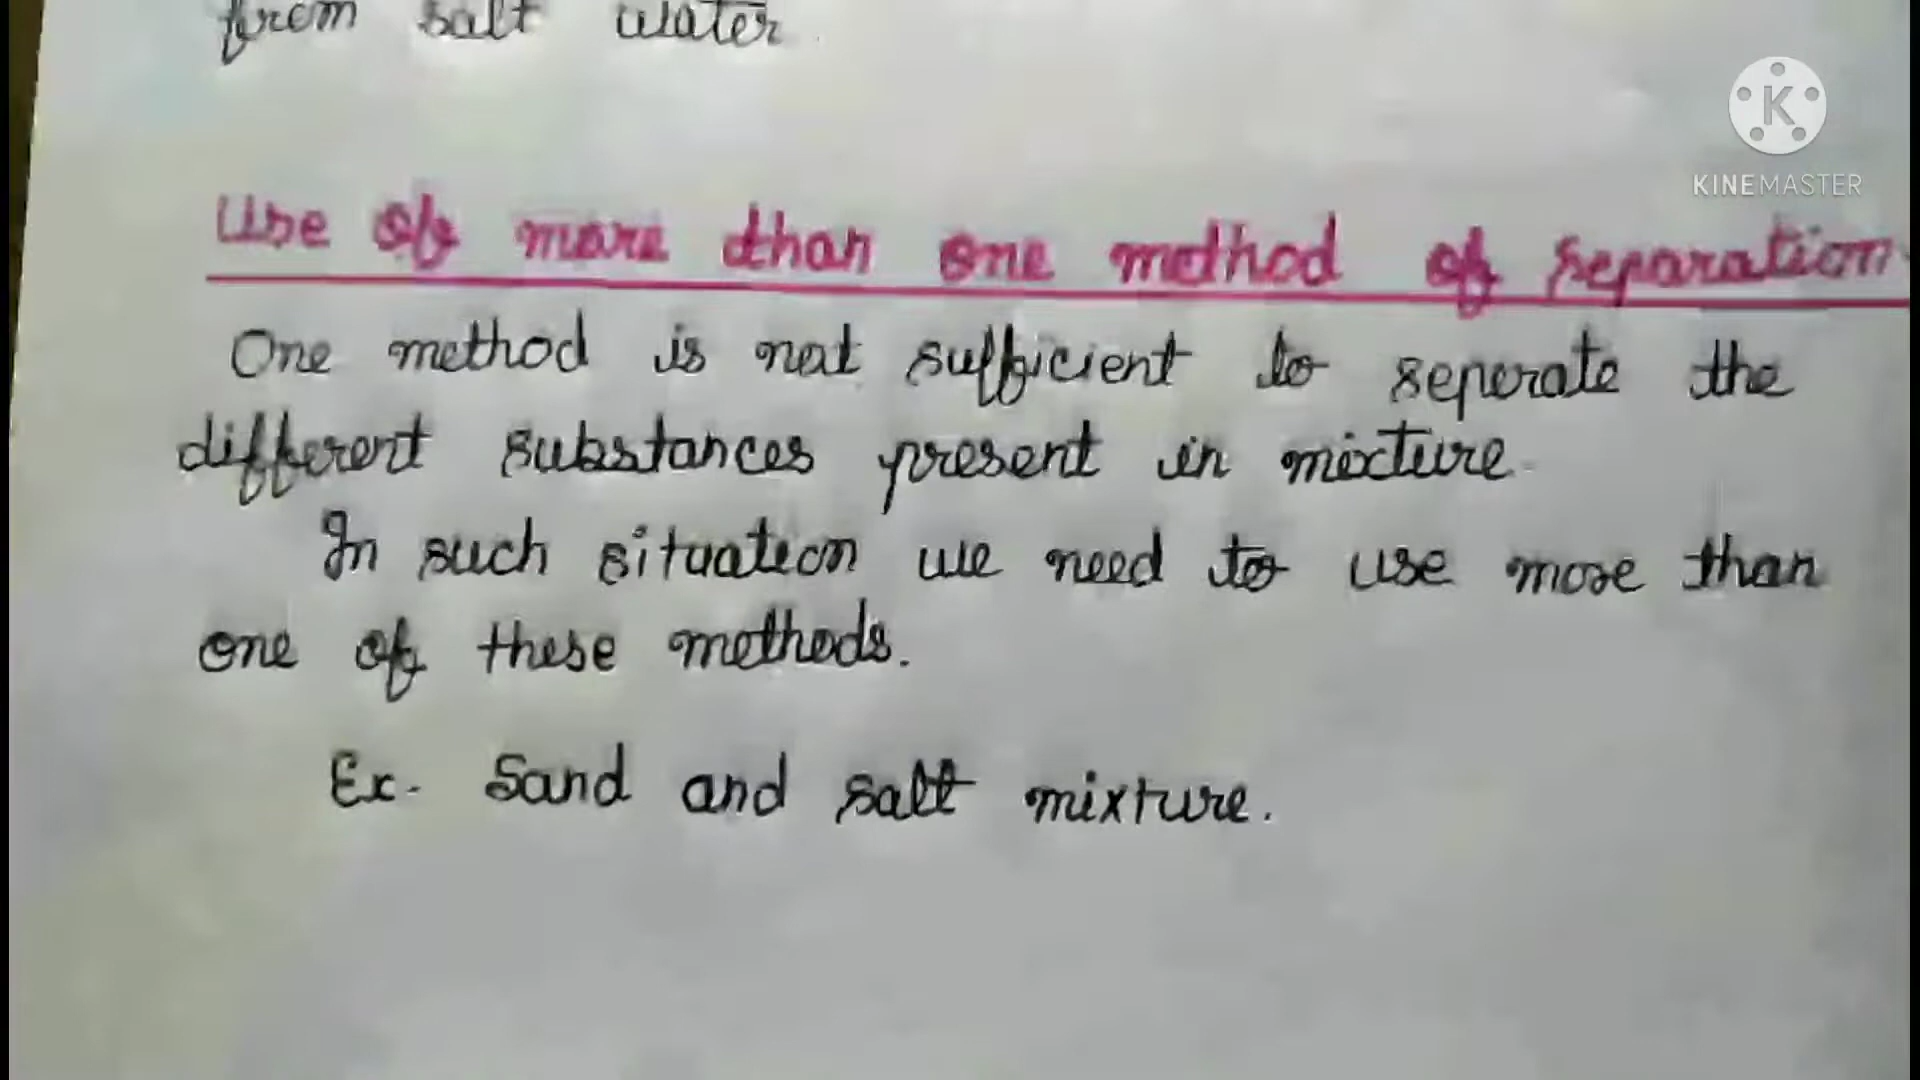 from salt water.
K
KINEMASTER
Use of more than one method of separation.
One method is not sufficient to seperate the
different substances present in mixture.
In such situation we need to use more than
one of these methods.
Ex. Sand and salt mixture.